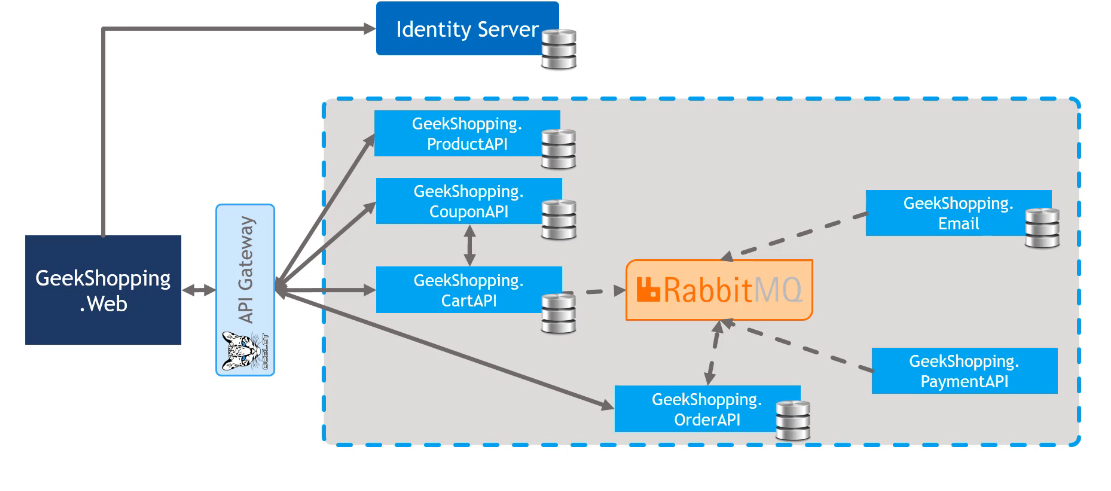 Identity Server
GeekShopping.
ProductAPI
GeekShopping.
CouponAPI
GeekShopping.
Email
API Gateway
GeekShopping
.Web
GeekShopping.
CartAPI
RabbitMQ
OCELOT
GeekShopping.
PaymentAPI
GeekShopping.
OrderAPI